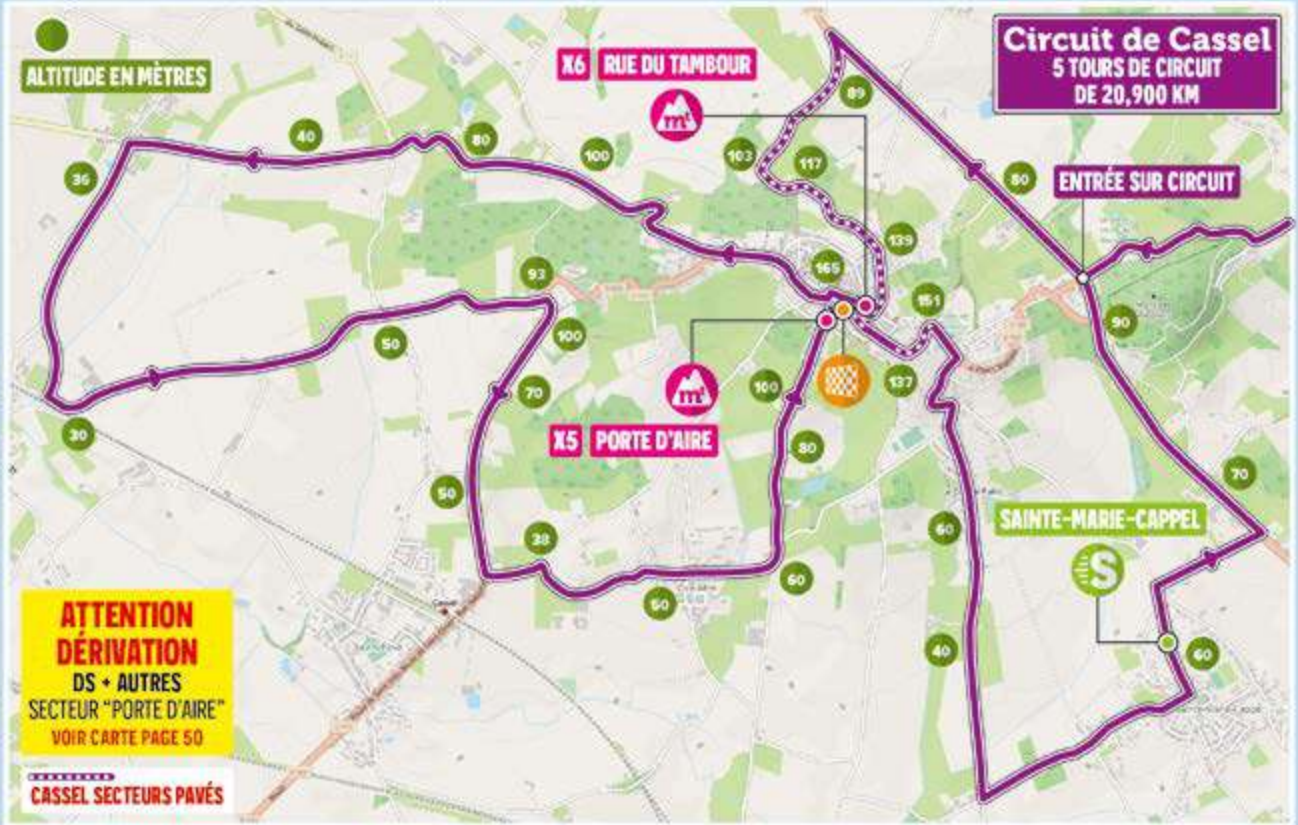 Circuit de Cassel
5 TOURS DE CIRCUIT
DE 20,900 KM
ALTITUDE EN MÈTRES
X6 RUE DU TAMBOUR
m
ENTRÉE SUR CIRCUIT
89
40
80
100
103
117
80
36
139
165
93
151
90
50
100
70
100
137
m
X5 PORTE D'AIRE
80
30
50
70
38
60
SAINTE-MARIE-CAPPEL
S
60
50
40
60
ATTENTION
DÉRIVATION
DS + AUTRES
SECTEUR "PORTE D'AIRE"
VOIR CARTE PAGE 50
CASSEL SECTEURS PAVÉS